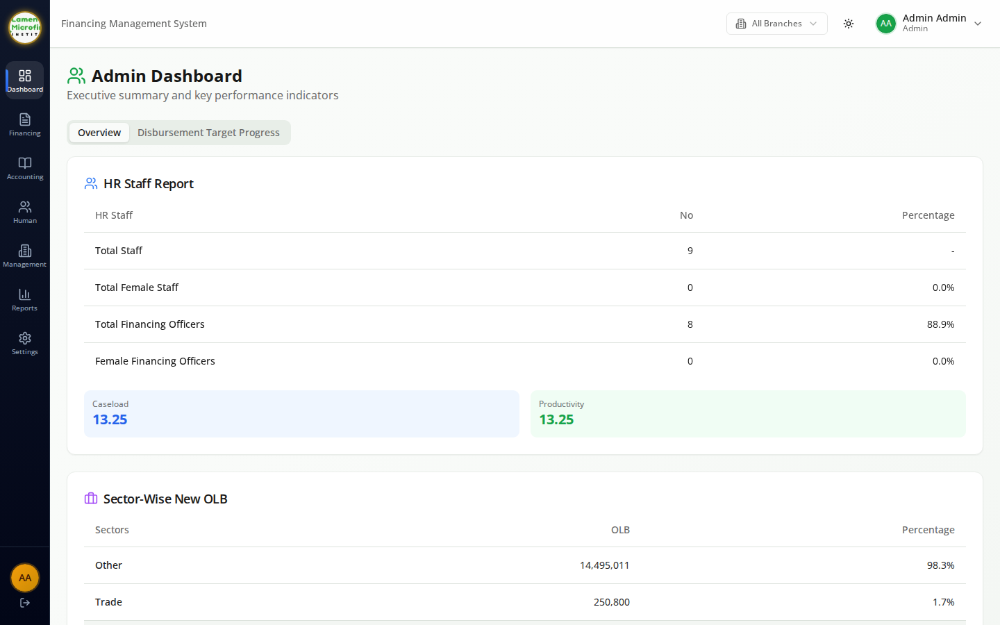 Lamen
Microfi
INSTIT
Financing Management System
All Branches
AA
Admin Admin
Admin
Dashboard
Financing
Accounting
Human
Management
Reports
Settings
AA
Admin Dashboard
Executive summary and key performance indicators
Overview
Disbursement Target Progress
HR Staff Report
HR Staff No Percentage
Total Staff 9 -
Total Female Staff 0 0.0%
Total Financing Officers 8 88.9%
Female Financing Officers 0 0.0%
Caseload
13.25
Productivity
13.25
Sector-Wise New OLB
Sectors OLB Percentage
Other 14,495,011 98.3%
Trade 250,800 1.7%